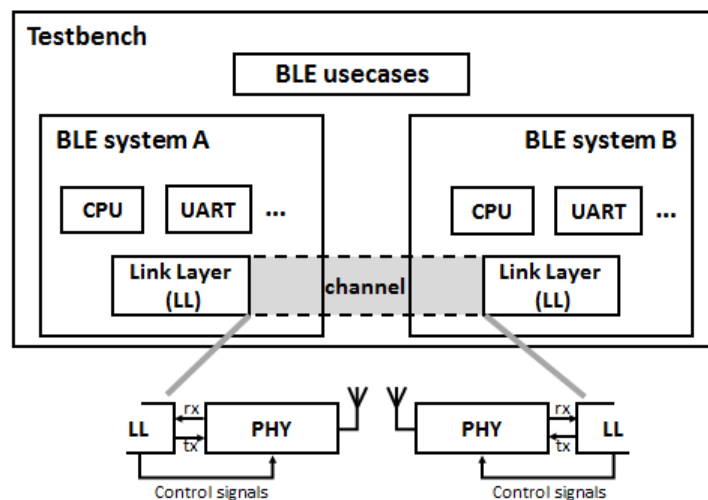 Testbench
BLE usecases
BLE system A
BLE system B
CPU
UART
...
CPU
UART
...
Link Layer
(LL)
channel
Link Layer
(LL)
LL
rx
tx
PHY
PHY
rx
tx
LL
Control signals
Control signals